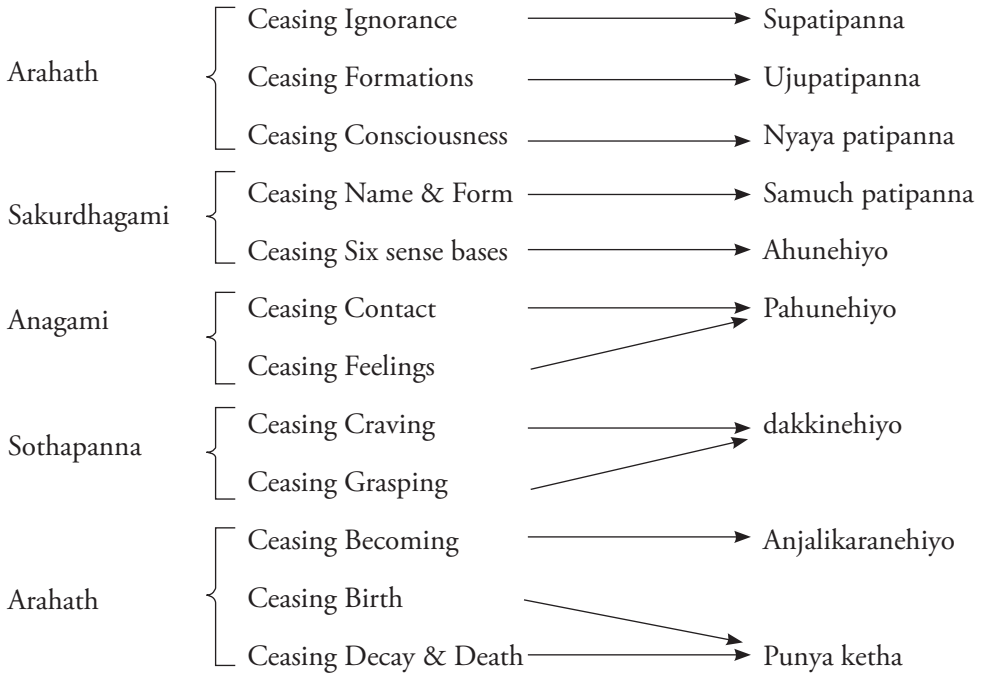 Ceasing Ignorance Supatipanna
Arahath
Ceasing Formations Ujupatipanna
Ceasing Consciousness Nyaya patipanna
Ceasing Name & Form Samuch patipanna
Sakurdhagami
Ceasing Six sense bases Ahunehiyo
Ceasing Contact Pahunehiyo
Anagami
Ceasing Feelings
Ceasing Craving dakkinehiyo
Sothapanna
Ceasing Grasping
Ceasing Becoming Anjalikaranehiyo
Arahath
Ceasing Birth
Ceasing Decay & Death Punya ketha